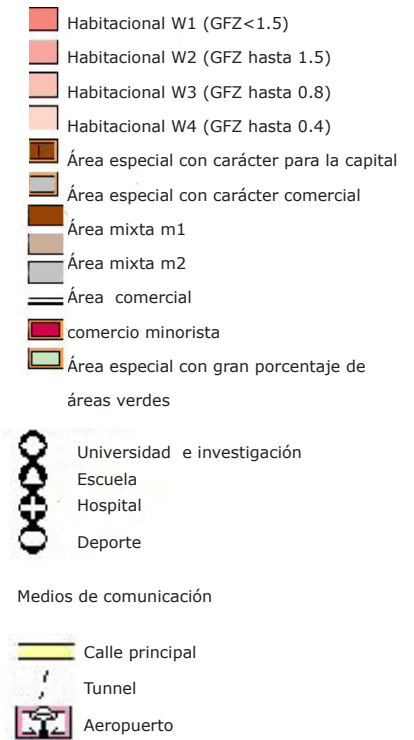 Habitacional W1 (GFZ<1.5)
Habitacional W2 (GFZ hasta 1.5)
Habitacional W3 (GFZ hasta 0.8)
Habitacional W4 (GFZ hasta 0.4)
Área especial con carácter para la capital
Área especial con carácter comercial
Área mixta m1
Área mixta m2
Área  comercial
comercio minorista
Área especial con gran porcentaje de
áreas verdes
Universidad  e investigación
Escuela
Hospital
Deporte
Medios de comunicación
Calle principal
Tunnel
Aeropuerto